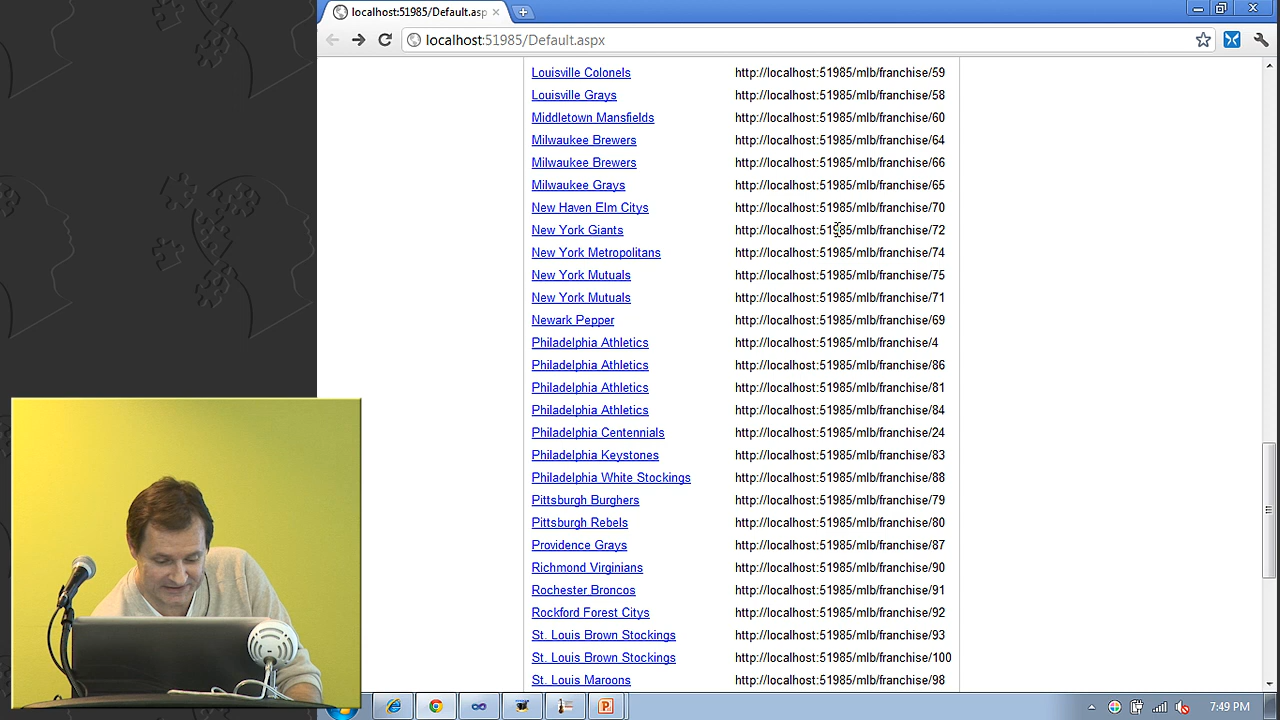 localhost:51985/Default.asp
localhost:51985/Default.aspx
Louisville Colonels http://localhost:51985/mlb/franchise/59
Louisville Grays http://localhost:51985/mlb/franchise/58
Middletown Mansfields http://localhost:51985/mlb/franchise/60
Milwaukee Brewers http://localhost:51985/mlb/franchise/64
Milwaukee Brewers http://localhost:51985/mlb/franchise/66
Milwaukee Grays http://localhost:51985/mlb/franchise/65
New Haven Elm Citys http://localhost:51985/mlb/franchise/70
New York Giants http://localhost:51985/mlb/franchise/72
New York Metropolitans http://localhost:51985/mlb/franchise/74
New York Mutuals http://localhost:51985/mlb/franchise/75
New York Mutuals http://localhost:51985/mlb/franchise/71
Newark Pepper http://localhost:51985/mlb/franchise/69
Philadelphia Athletics http://localhost:51985/mlb/franchise/4
Philadelphia Athletics http://localhost:51985/mlb/franchise/86
Philadelphia Athletics http://localhost:51985/mlb/franchise/81
Philadelphia Athletics http://localhost:51985/mlb/franchise/84
Philadelphia Centennials http://localhost:51985/mlb/franchise/24
Philadelphia Keystones http://localhost:51985/mlb/franchise/83
Philadelphia White Stockings http://localhost:51985/mlb/franchise/88
Pittsburgh Burghers http://localhost:51985/mlb/franchise/79
Pittsburgh Rebels http://localhost:51985/mlb/franchise/80
Providence Grays http://localhost:51985/mlb/franchise/87
Richmond Virginians http://localhost:51985/mlb/franchise/90
Rochester Broncos http://localhost:51985/mlb/franchise/91
Rockford Forest Citys http://localhost:51985/mlb/franchise/92
St. Louis Brown Stockings http://localhost:51985/mlb/franchise/93
St. Louis Brown Stockings http://localhost:51985/mlb/franchise/100
St. Louis Maroons http://localhost:51985/mlb/franchise/98
7:49 PM